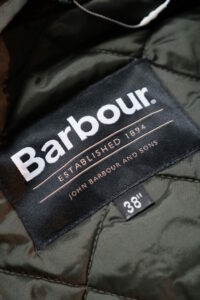 Barbour.
ESTABLISHED 1894
JOHN BARBOUR AND SONS
38"